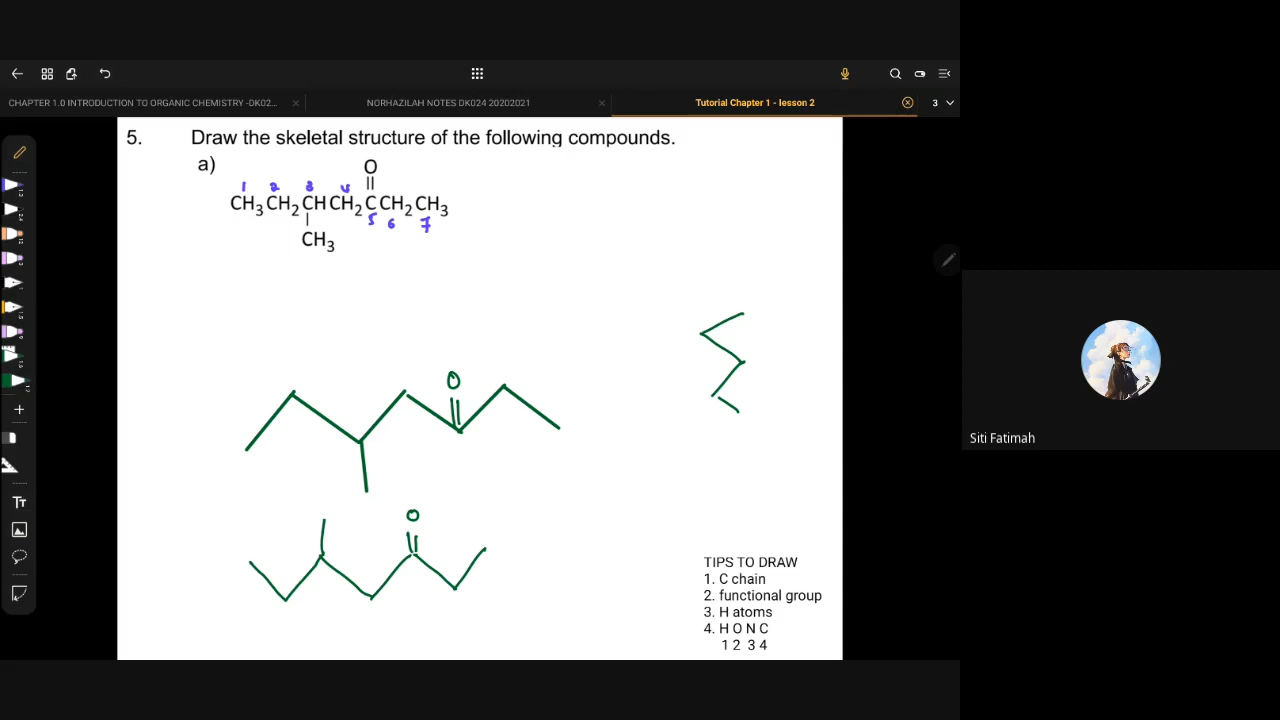 CHAPTER 1.0 INTRODUCTION TO ORGANIC CHEMISTRY -DK02...
NORHAZILAH NOTES DK024 20202021
Tutorial Chapter 1 - lesson 2
3
5. Draw the skeletal structure of the following compounds.
a)
O
1 2 3 4
CH3CH2CHCH2CCH2CH3
5 6 7
CH3
O
O
TIPS TO DRAW
1. C chain
2. functional group
3. H atoms
4. H O N C
1 2 3 4
Tт
Siti Fatimah